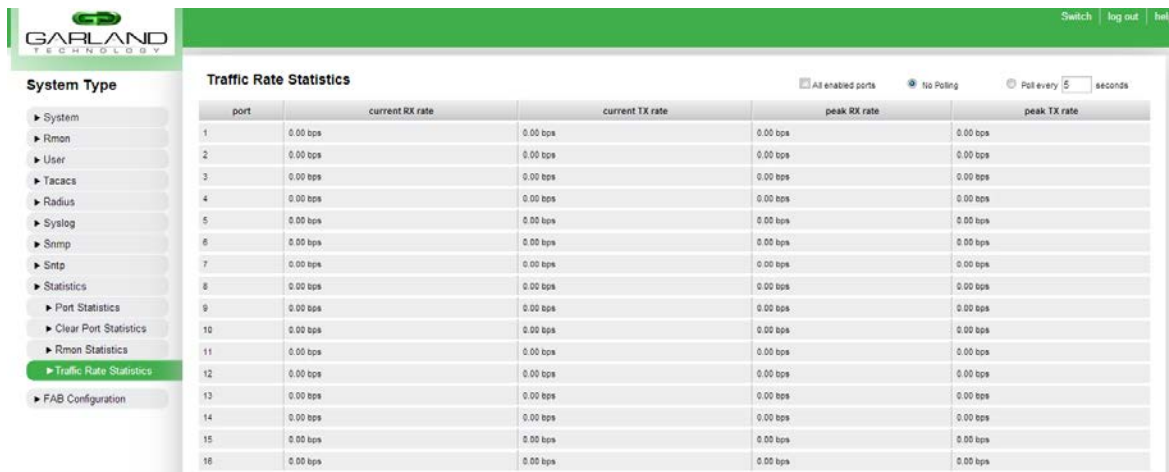 GARLAND
TECHNOLOGY
Switch | log out | hel
System Type
System
Rmon
User
Tacacs
Radius
Syslog
Snmp
Sntp
Statistics
Port Statistics
Clear Port Statistics
Rmon Statistics
Traffic Rate Statistics
FAB Configuration
Traffic Rate Statistics
All enabled ports No Polling Poll every 5 seconds
port current RX rate current TX rate peak RX rate peak TX rate
1 0.00 bps 0.00 bps 0.00 bps 0.00 bps
2 0.00 bps 0.00 bps 0.00 bps 0.00 bps
3 0.00 bps 0.00 bps 0.00 bps 0.00 bps
4 0.00 bps 0.00 bps 0.00 bps 0.00 bps
5 0.00 bps 0.00 bps 0.00 bps 0.00 bps
6 0.00 bps 0.00 bps 0.00 bps 0.00 bps
7 0.00 bps 0.00 bps 0.00 bps 0.00 bps
8 0.00 bps 0.00 bps 0.00 bps 0.00 bps
9 0.00 bps 0.00 bps 0.00 bps 0.00 bps
10 0.00 bps 0.00 bps 0.00 bps 0.00 bps
11 0.00 bps 0.00 bps 0.00 bps 0.00 bps
12 0.00 bps 0.00 bps 0.00 bps 0.00 bps
13 0.00 bps 0.00 bps 0.00 bps 0.00 bps
14 0.00 bps 0.00 bps 0.00 bps 0.00 bps
15 0.00 bps 0.00 bps 0.00 bps 0.00 bps
16 0.00 bps 0.00 bps 0.00 bps 0.00 bps